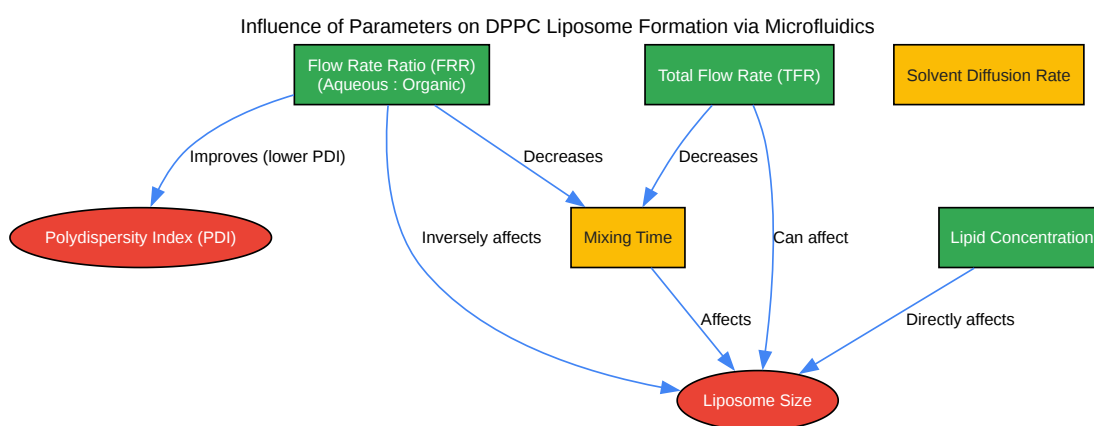 Influence of Parameters on DPPC Liposome Formation via Microfluidics
Flow Rate Ratio (FRR)
(Aqueous : Organic)
Total Flow Rate (TFR)
Solvent Diffusion Rate
Improves (lower PDI)
Decreases
Decreases
Polydispersity Index (PDI)
Inversely affects
Mixing Time
Can affect
Lipid Concentration
Affects
Directly affects
Liposome Size